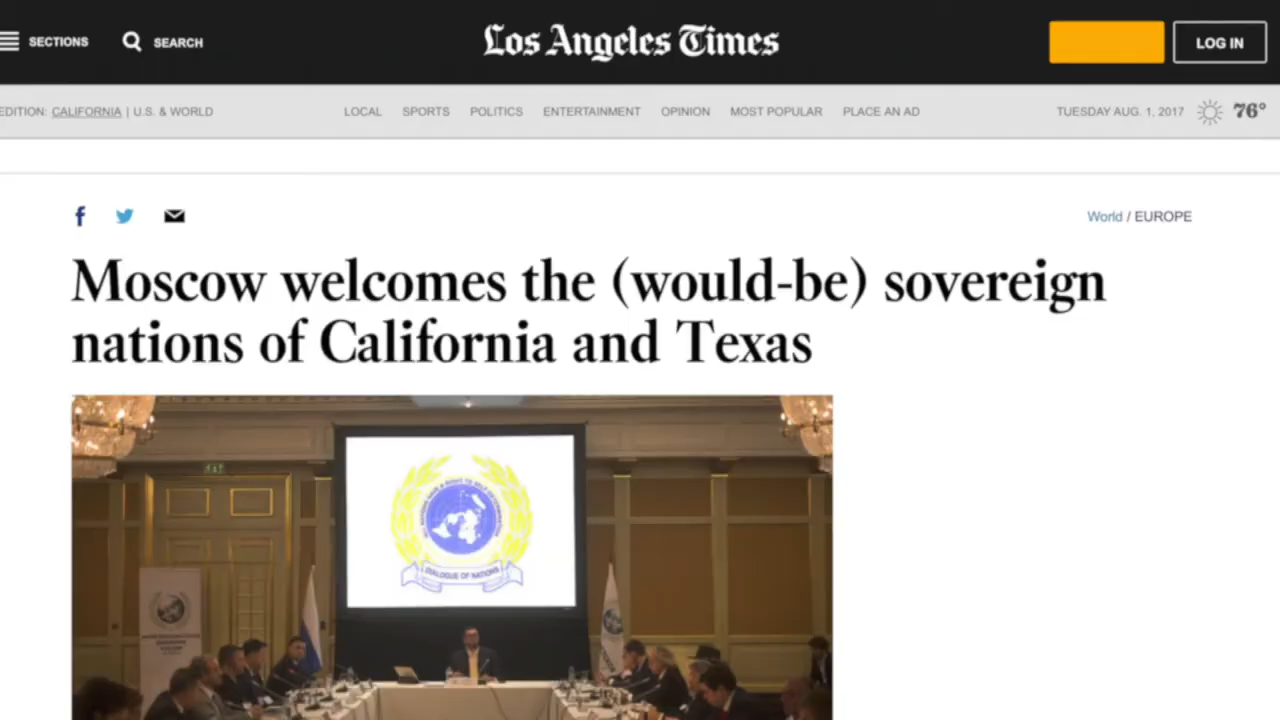 SECTIONS
SEARCH
Los Angeles Times
LOG IN
EDITION: CALIFORNIA | U.S. & WORLD
LOCAL
SPORTS
POLITICS
ENTERTAINMENT
OPINION
MOST POPULAR
PLACE AN AD
TUESDAY AUG. 1, 2017
76°
World / EUROPE
Moscow welcomes the (would-be) sovereign
nations of California and Texas
DIALOGUE OF NATIONS